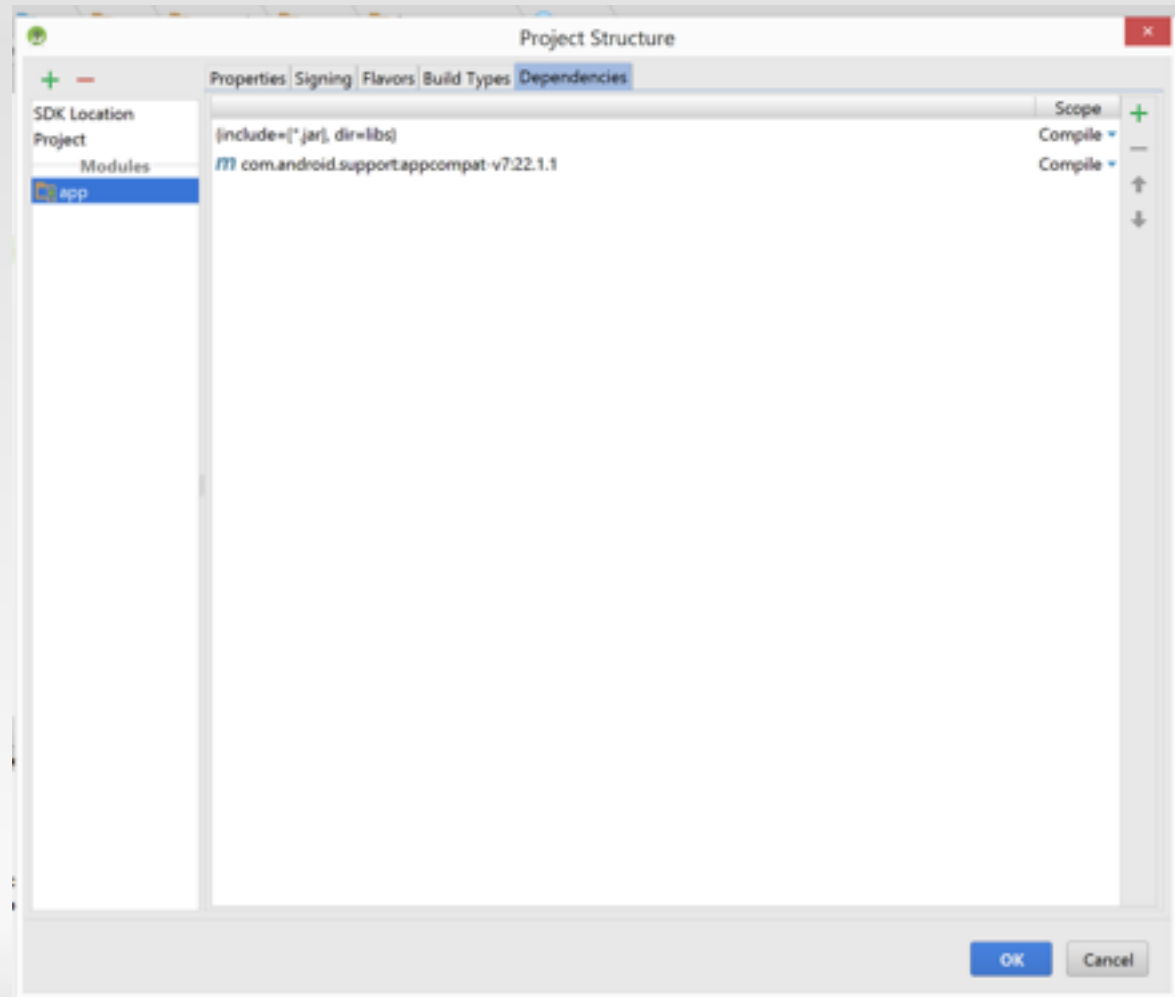 Project Structure
Properties Signing Flavors Build Types Dependencies
SDK Location
Project
Modules
app
Scope
{include=[*.jar], dir=libs} Compile
m com.android.support:appcompat-v7:22.1.1 Compile
OK Cancel